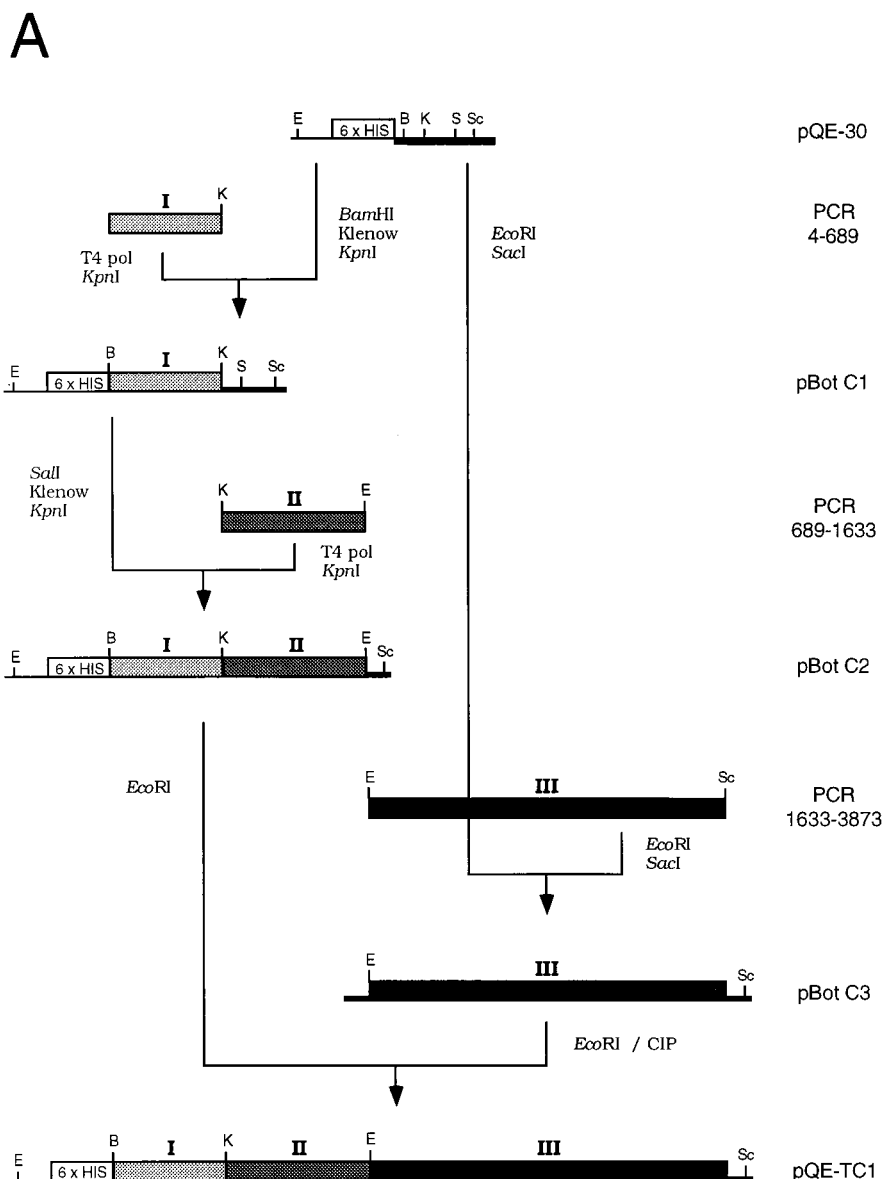 A
E 6 x HIS B K S Sc pQE-30
I K
PCR
4-689
T4 pol
KpnI
BamHI
Klenow
KpnI
EcoRI
SacI
E 6 x HIS B I K S Sc pBot C1
SalI
Klenow
KpnI
K II E
PCR
689-1633
T4 pol
KpnI
E 6 x HIS B I K II E Sc pBot C2
EcoRI
E III Sc
PCR
1633-3873
EcoRI
SacI
E III Sc pBot C3
EcoRI / CIP
E 6 x HIS B I K II E III Sc pQE-TC1